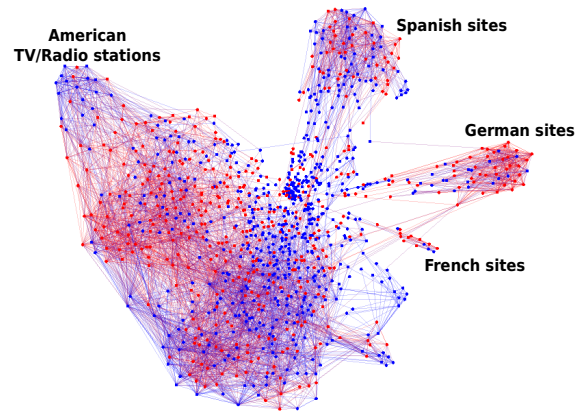 American
TV/Radio stations
Spanish sites
German sites
French sites